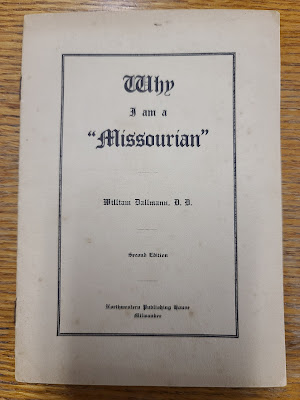 Why
I am a
“Missourian”
William Dallmann, D. D.
Second Edition
Northwestern Publishing House
Milwaukee